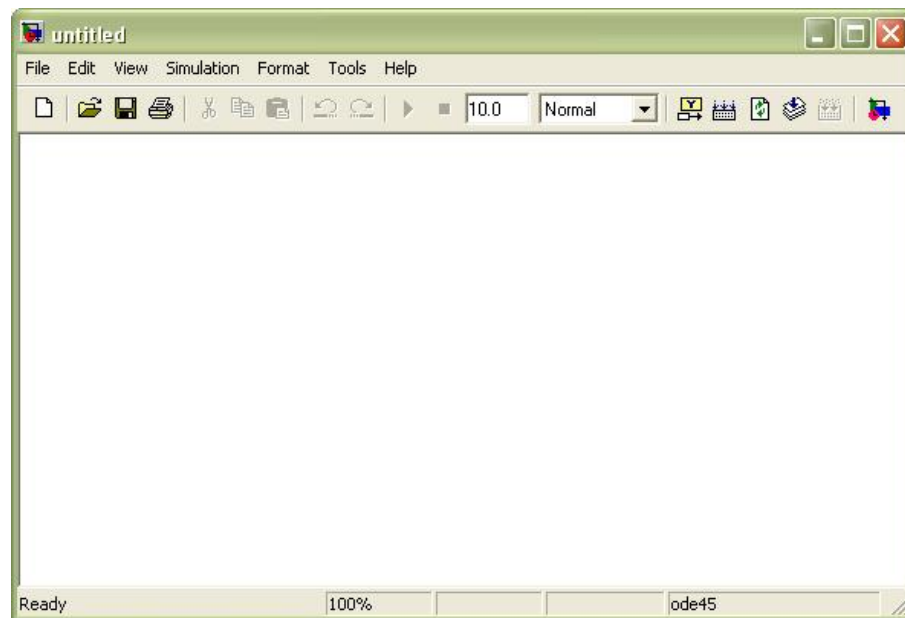 untitled
File Edit View Simulation Format Tools Help
10.0 Normal
Ready 100% ode45